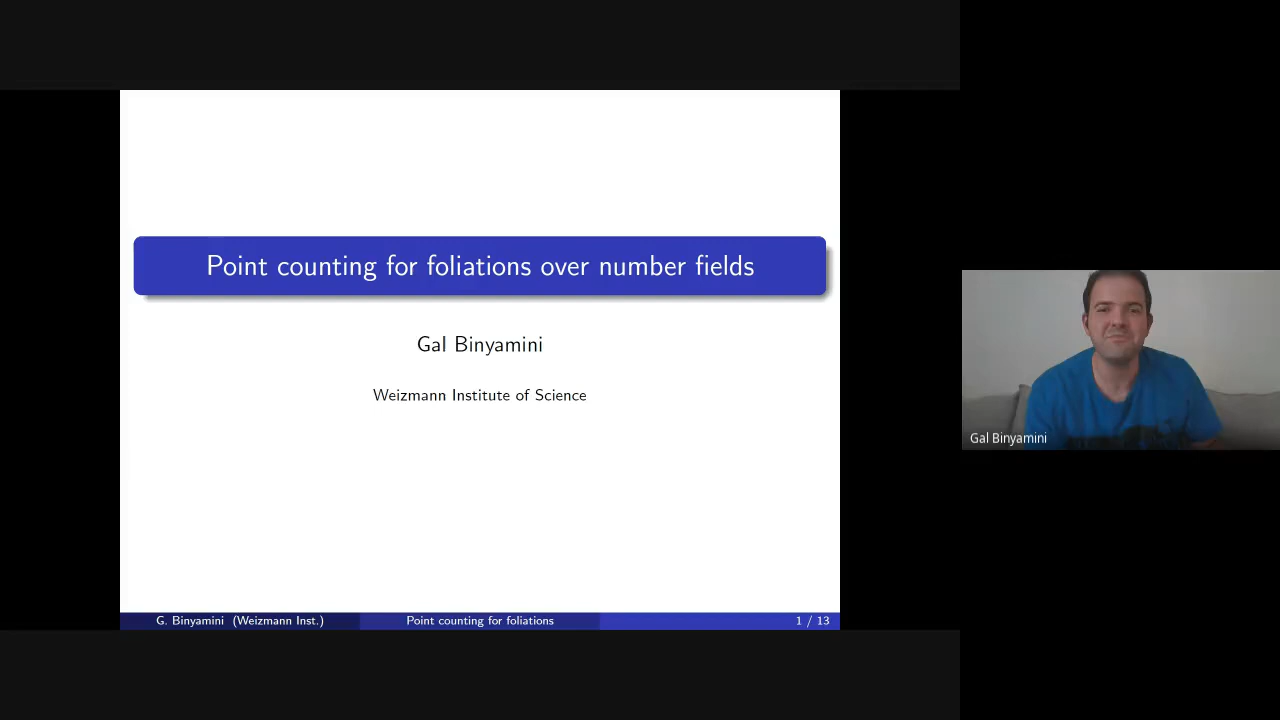 Point counting for foliations over number fields
Gal Binyamini
Weizmann Institute of Science
G. Binyamini (Weizmann Inst.)
Point counting for foliations
1 / 13
Gal Binyamini